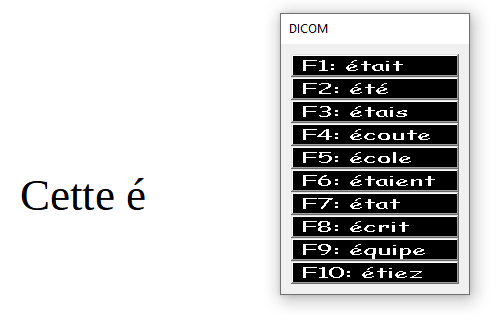 DICOM
F1: était
F2: été
F3: étais
F4: écoute
F5: école
F6: étaient
F7: état
F8: écrit
F9: équipe
F10: étiez
Cette é